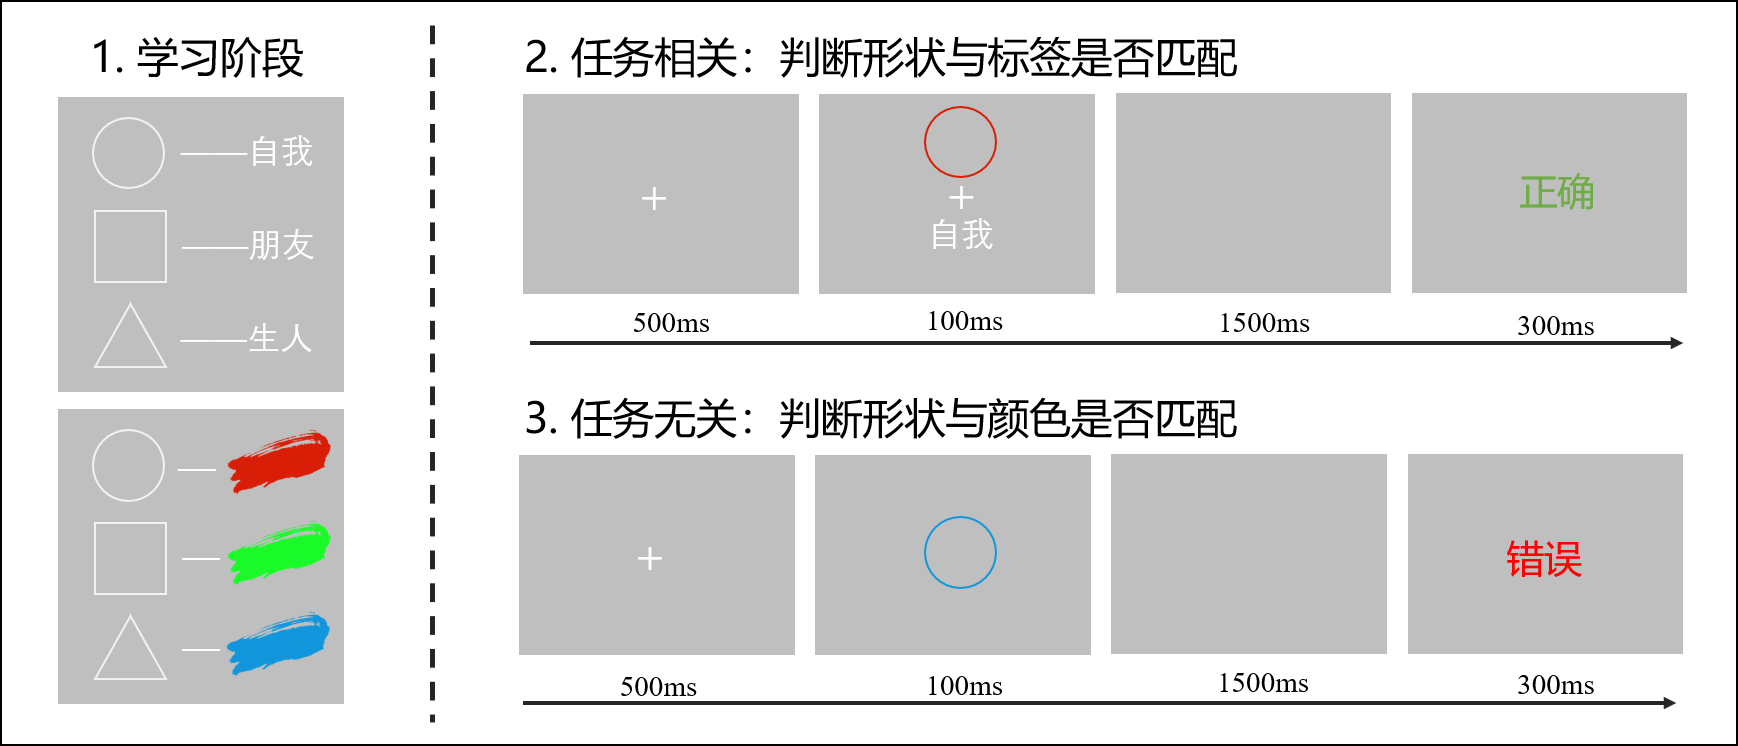 1. 学习阶段
——自我
——朋友
——生人
2. 任务相关：判断形状与标签是否匹配
+
+
自我
正确
500ms
100ms
1500ms
300ms
3. 任务无关：判断形状与颜色是否匹配
+
错误
500ms
100ms
1500ms
300ms